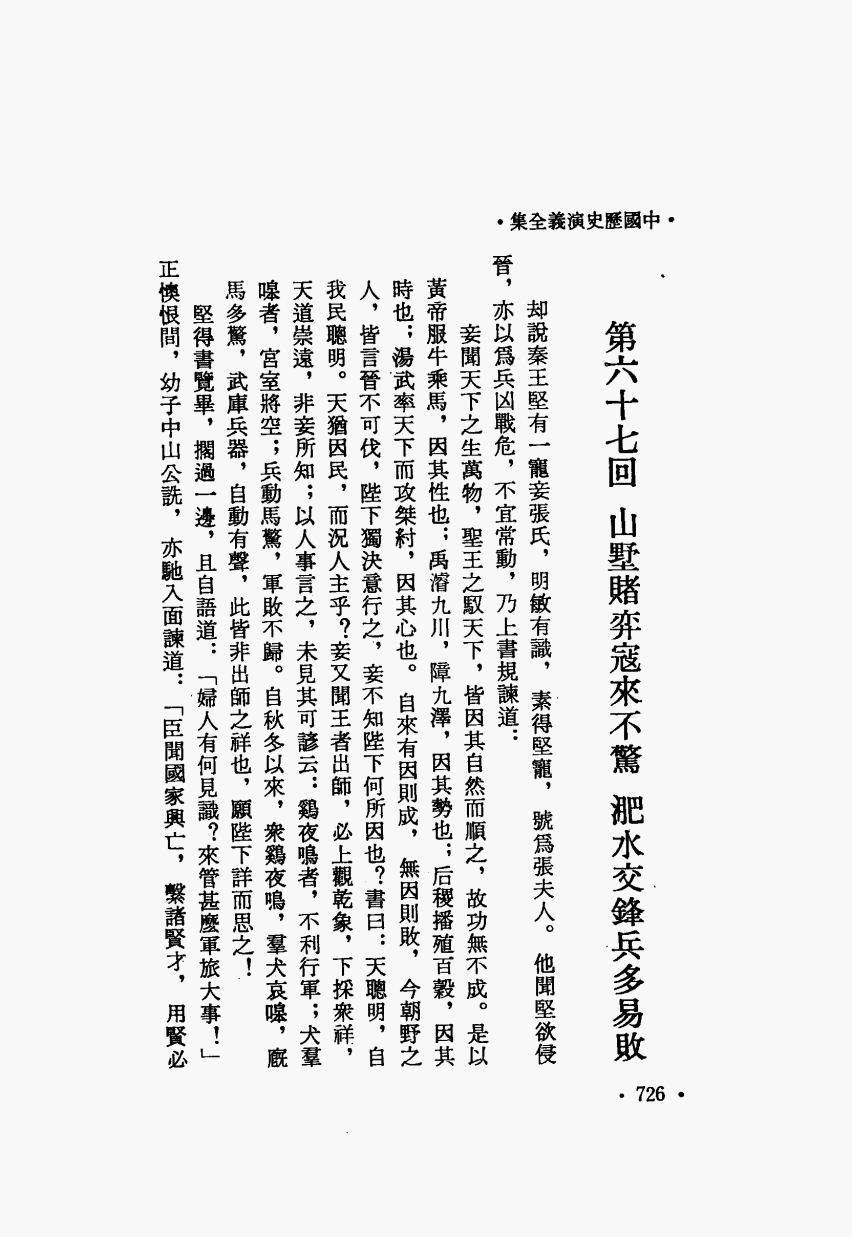 •中國歷史演義全集•
第六十七回 山墅賭弈寇來不驚 淝水交鋒兵多易敗
却說秦王堅有一寵妾張氏，明敏有識，素得堅寵，號爲張夫人。他聞堅欲侵
晉，亦以爲兵凶戰危，不宜常動，乃上書規諫道：
妾聞天下之生萬物，聖王之馭天下，皆因其自然而順之，故功無不成。是以
黃帝服牛乘馬，因其性也；禹濬九川，障九澤，因其勢也；后稷播殖百穀，因其
時也；湯武率天下而攻桀紂，因其心也。自來有因則成，無因則敗，今朝野之
人，皆言晉不可伐，陛下獨決意行之，妾不知陛下何所因也？書曰：天聰明，自
我民聰明。天猶因民，而況人主乎？妾又聞王者出師，必上觀乾象，下採衆祥，
天道崇遠，非妾所知；以人事言之，未見其可諺云：鷄夜鳴者，不利行軍；犬羣
嘷者，宮室將空；兵動馬驚，軍敗不歸。自秋冬以來，衆鷄夜鳴，羣犬哀嘷，廐
馬多驚，武庫兵器，自動有聲，此皆非出師之祥也，願陛下詳而思之！
堅得書覽畢，擱過一邊，且自語道：「婦人有何見識？來管甚麼軍旅大事！」
正懊恨間，幼子中山公詵，亦馳入面諫道：「臣聞國家興亡，繫諸賢才，用賢必
•726•